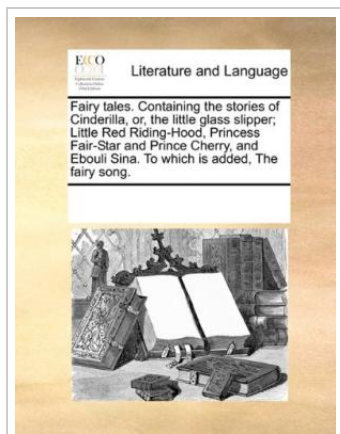 ECCO
Literature and Language
Fairy tales. Containing the stories of
Cinderilla, or, the little glass slipper;
Little Red Riding-Hood, Princess
Fair-Star and Prince Cherry, and
Ebouli Sina. To which is added, The
fairy song.